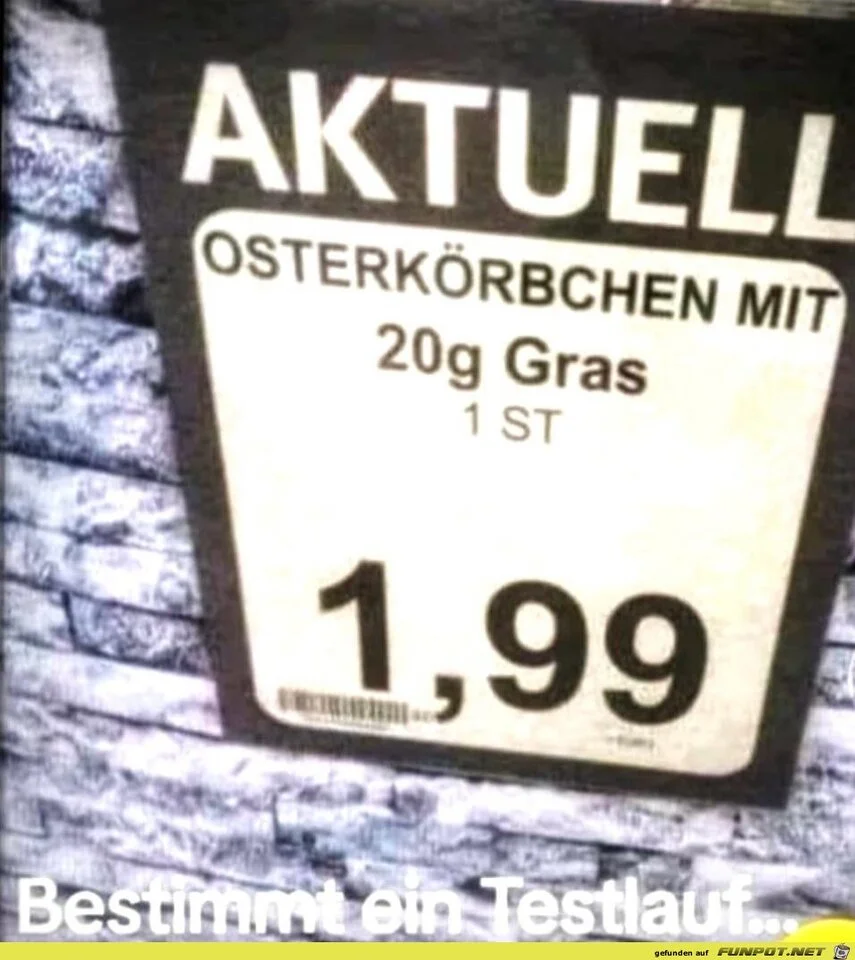 AKTUELL
OSTERKÖRBCHEN MIT
20g Gras
1 ST
1,99
Bestimmt ein Testlauf...
gefunden auf FUNPOT.NET